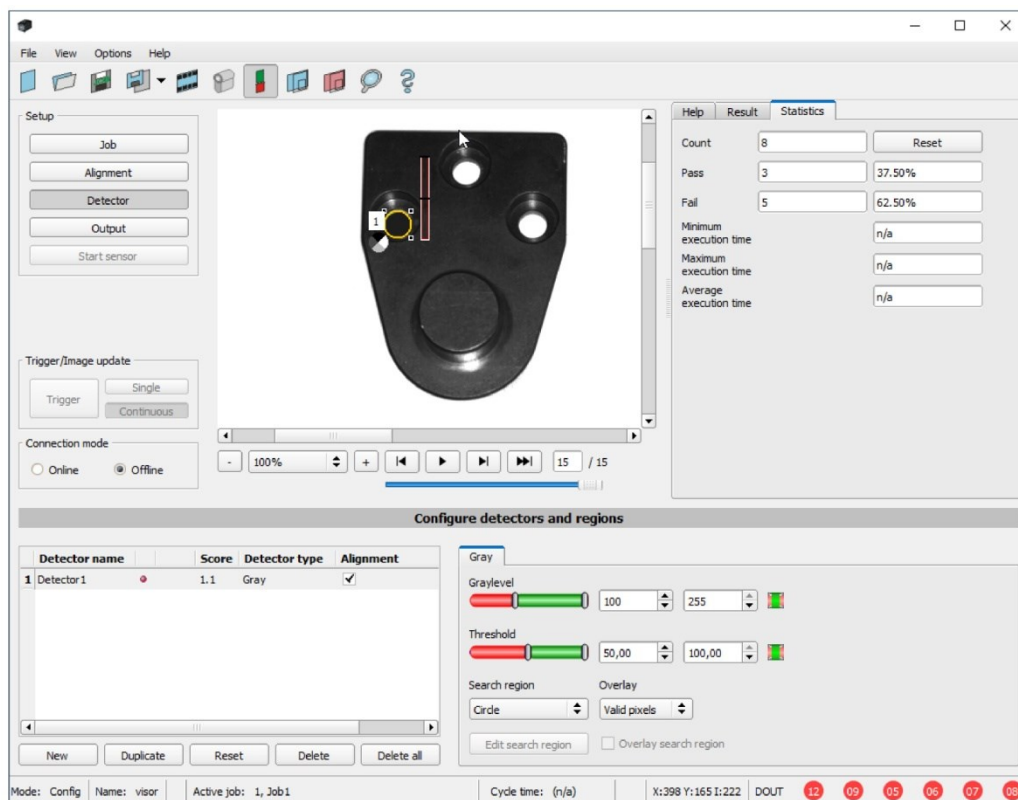 File View Options Help
Setup
Job
Alignment
Detector
Output
Start sensor
Trigger/Image update
Trigger
Single
Continuous
Connection mode
Online Offline
1
- 100% + 15 / 15
Help Result Statistics
Count 8 Reset
Pass 3 37.50%
Fail 5 62.50%
Minimum
execution time n/a
Maximum
execution time n/a
Average
execution time n/a
Configure detectors and regions
Detector name Score Detector type Alignment
1 Detector1 1.1 Gray
New Duplicate Reset Delete Delete all
Gray
Graylevel
100 255
Threshold
50,00 100,00
Search region Overlay
Circle Valid pixels
Edit search region Overlay search region
Mode: Config Name: visor Active job: 1, Job1 Cycle time: (n/a) X:398 Y:165 I:222 DOUT 12 09 05 06 07 08